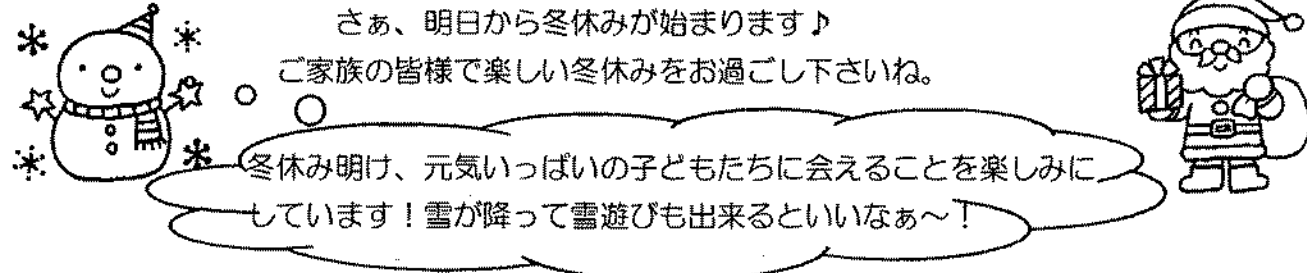 さぁ、明日から冬休みが始まります♪
ご家族の皆様で楽しい冬休みをお過ごし下さいね。
冬休み明け、元気いっぱいの子どもたちに会えることを楽しみに
しています！雪が降って雪遊びも出来るといいなぁ～！